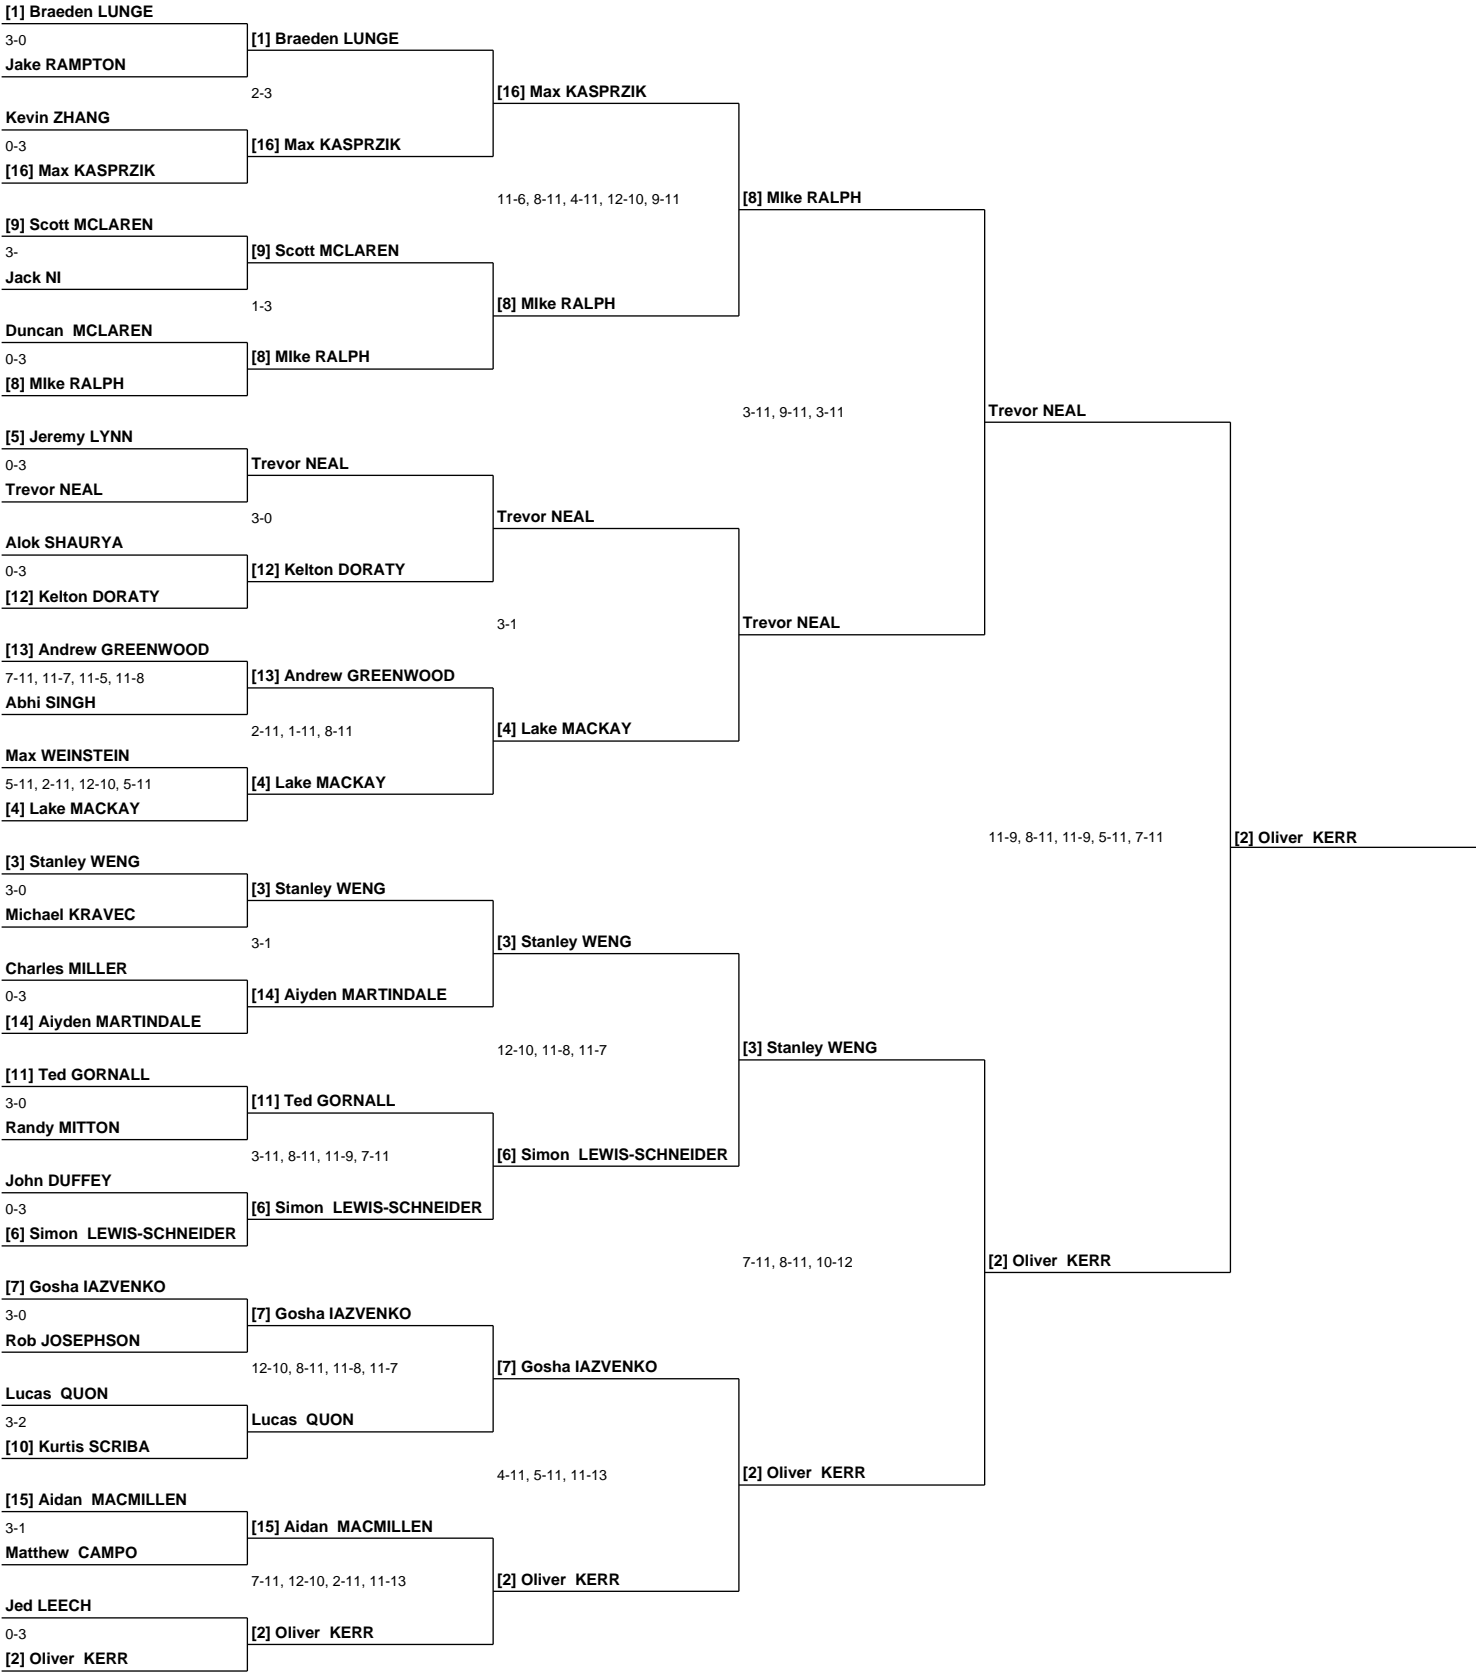 [1] Braeden LUNGE
3-0
[1] Braeden LUNGE
Jake RAMPTON
2-3
[16] Max KASPRZIK
Kevin ZHANG
0-3
[16] Max KASPRZIK
[16] Max KASPRZIK
11-6, 8-11, 4-11, 12-10, 9-11
[8] MIke RALPH
[9] Scott MCLAREN
3-
[9] Scott MCLAREN
Jack NI
1-3
[8] MIke RALPH
Duncan  MCLAREN
0-3
[8] MIke RALPH
[8] MIke RALPH
3-11, 9-11, 3-11
Trevor NEAL
[5] Jeremy LYNN
0-3
Trevor NEAL
Trevor NEAL
3-0
Trevor NEAL
Alok SHAURYA
0-3
[12] Kelton DORATY
[12] Kelton DORATY
3-1
Trevor NEAL
[13] Andrew GREENWOOD
7-11, 11-7, 11-5, 11-8
[13] Andrew GREENWOOD
Abhi SINGH
2-11, 1-11, 8-11
[4] Lake MACKAY
Max WEINSTEIN
5-11, 2-11, 12-10, 5-11
[4] Lake MACKAY
[4] Lake MACKAY
11-9, 8-11, 11-9, 5-11, 7-11
[2] Oliver  KERR
[3] Stanley WENG
3-0
[3] Stanley WENG
Michael KRAVEC
3-1
[3] Stanley WENG
Charles MILLER
0-3
[14] Aiyden MARTINDALE
[14] Aiyden MARTINDALE
12-10, 11-8, 11-7
[3] Stanley WENG
[11] Ted GORNALL
3-0
[11] Ted GORNALL
Randy MITTON
3-11, 8-11, 11-9, 7-11
[6] Simon  LEWIS-SCHNEIDER
John DUFFEY
0-3
[6] Simon  LEWIS-SCHNEIDER
[6] Simon  LEWIS-SCHNEIDER
7-11, 8-11, 10-12
[2] Oliver  KERR
[7] Gosha IAZVENKO
3-0
[7] Gosha IAZVENKO
Rob JOSEPHSON
12-10, 8-11, 11-8, 11-7
[7] Gosha IAZVENKO
Lucas  QUON
3-2
Lucas  QUON
[10] Kurtis SCRIBA
4-11, 5-11, 11-13
[2] Oliver  KERR
[15] Aidan  MACMILLEN
3-1
[15] Aidan  MACMILLEN
Matthew  CAMPO
7-11, 12-10, 2-11, 11-13
[2] Oliver  KERR
Jed LEECH
0-3
[2] Oliver  KERR
[2] Oliver  KERR